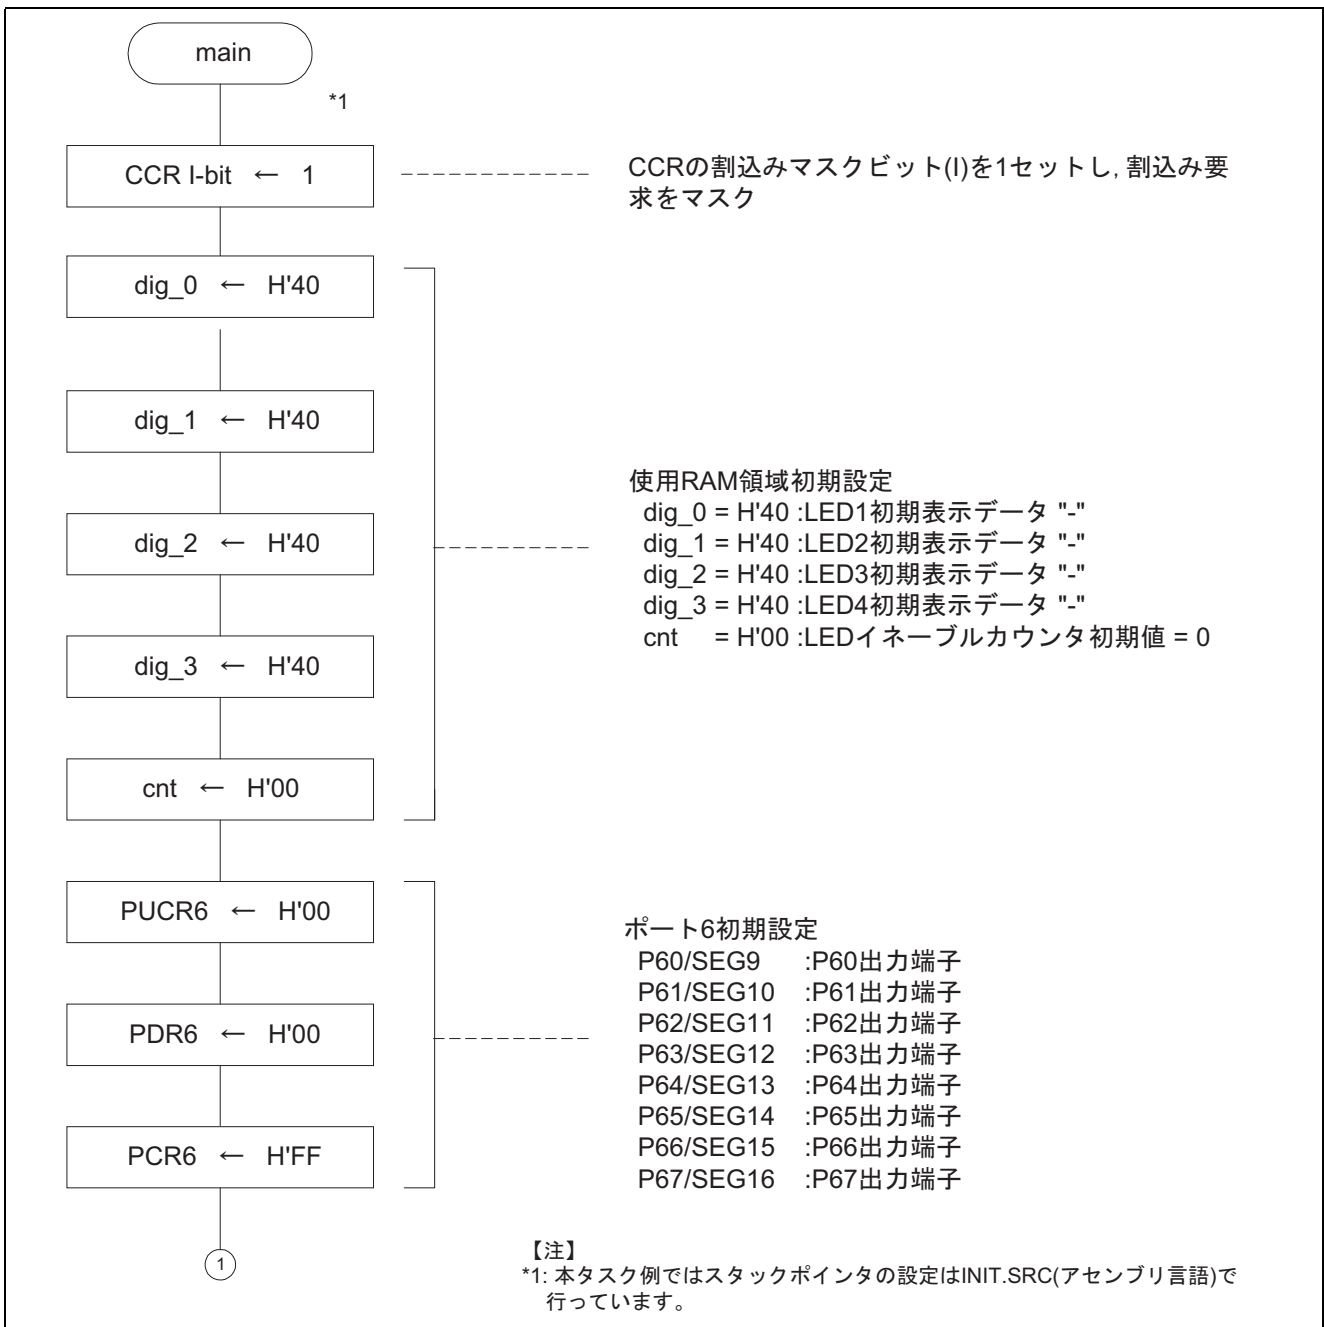 main
*1
CCR I-bit ← 1
CCRの割込みマスクビット(I)を1セットし, 割込み要
求をマスク
dig_0 ← H'40
dig_1 ← H'40
dig_2 ← H'40
dig_3 ← H'40
cnt ← H'00
使用RAM領域初期設定
dig_0 = H'40 :LED1初期表示データ "-"
dig_1 = H'40 :LED2初期表示データ "-"
dig_2 = H'40 :LED3初期表示データ "-"
dig_3 = H'40 :LED4初期表示データ "-"
cnt = H'00 :LEDイネーブルカウンタ初期値 = 0
PUCR6 ← H'00
PDR6 ← H'00
PCR6 ← H'FF
ポート6初期設定
P60/SEG9 :P60出力端子
P61/SEG10 :P61出力端子
P62/SEG11 :P62出力端子
P63/SEG12 :P63出力端子
P64/SEG13 :P64出力端子
P65/SEG14 :P65出力端子
P66/SEG15 :P66出力端子
P67/SEG16 :P67出力端子
1
【注】
*1: 本タスク例ではスタックポインタの設定はINIT.SRC(アセンブリ言語)で
行っています。